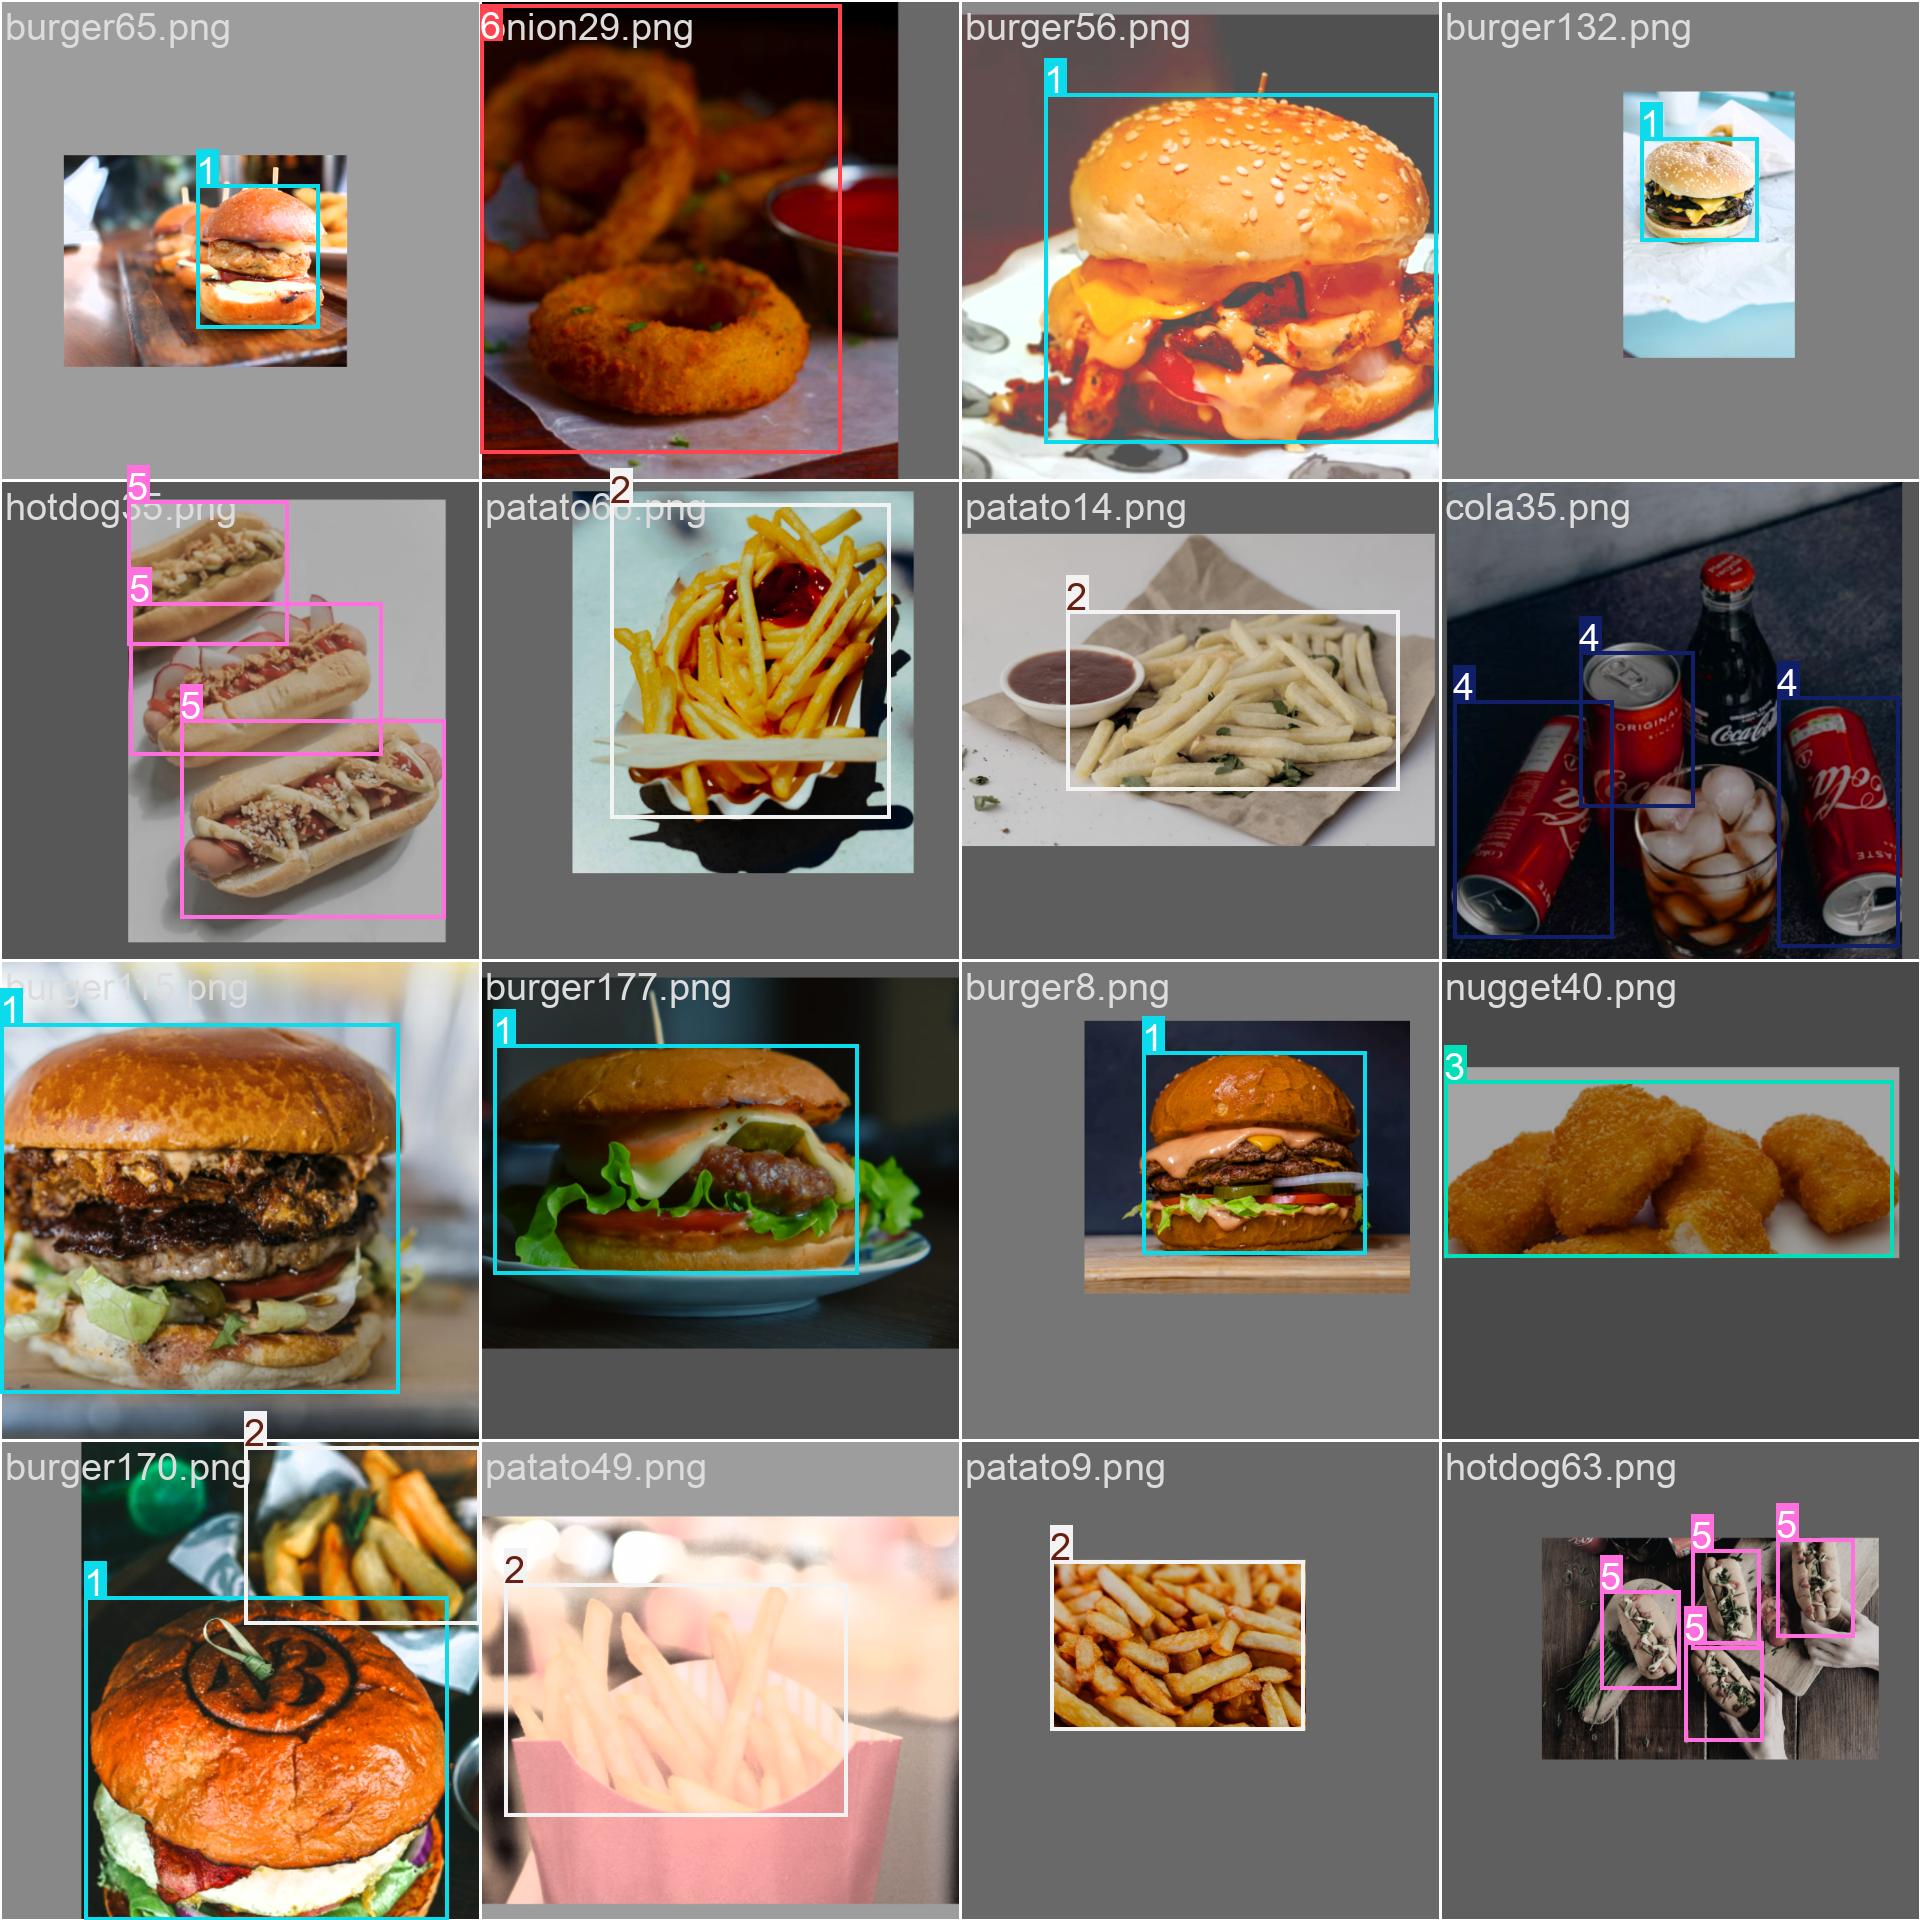 burger65.png
1
6nion29.png
burger56.png
1
burger132.png
1
hotdog35.png
5
5
5
patato66.png
2
patato14.png
2
cola35.png
4
4
4
ORIGINAL
Coca-Cola
Cola
TASTE
burger115.png
1
burger177.png
1
burger8.png
1
nugget40.png
3
burger170.png
2
1
patato49.png
2
patato9.png
2
hotdog63.png
5
5
5
5